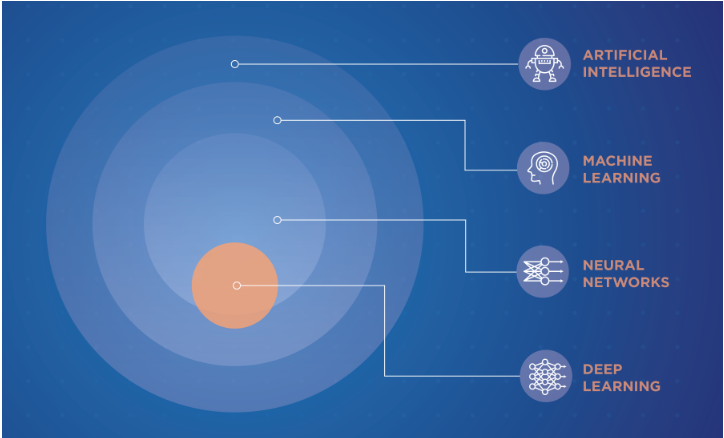 ARTIFICIAL
INTELLIGENCE
MACHINE
LEARNING
NEURAL
NETWORKS
DEEP
LEARNING